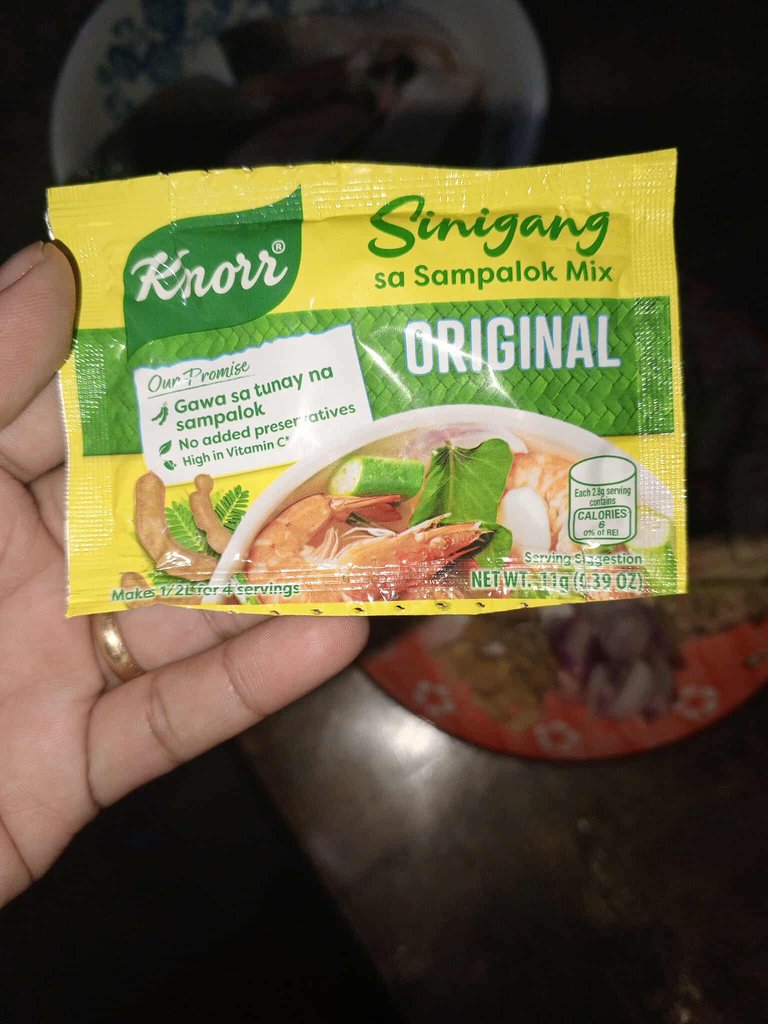 Knorr®
Sinigang
sa Sampalok Mix
ORIGINAL
Our Promise
Gawa sa tunay na
sampalok
No added preservatives
High in Vitamin C*
Each 2.8g serving
contains
CALORIES
6
0% of REI
Serving Suggestion
Makes 1/2L for 4 servings
NET WT. 11g (0.39 OZ)